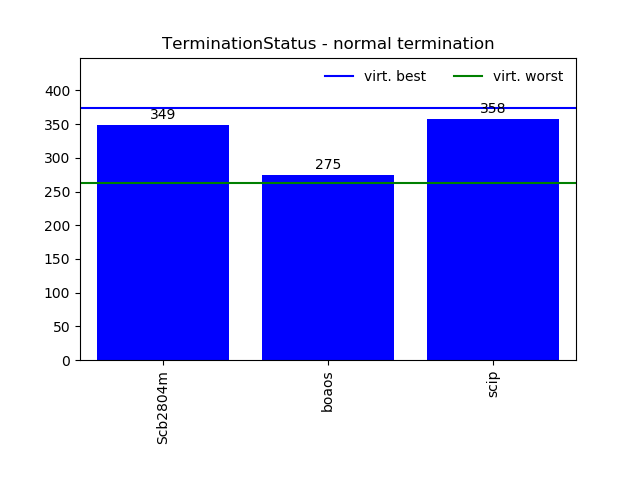 TerminationStatus - normal termination
virt. best
virt. worst
400
350
300
250
200
150
100
50
0
349
275
358
Scb2804m
boaos
scip